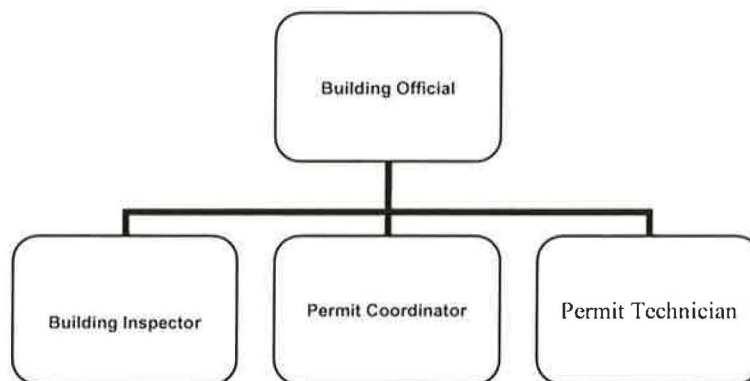 Building Official
Building Inspector
Permit Coordinator
Permit Technician